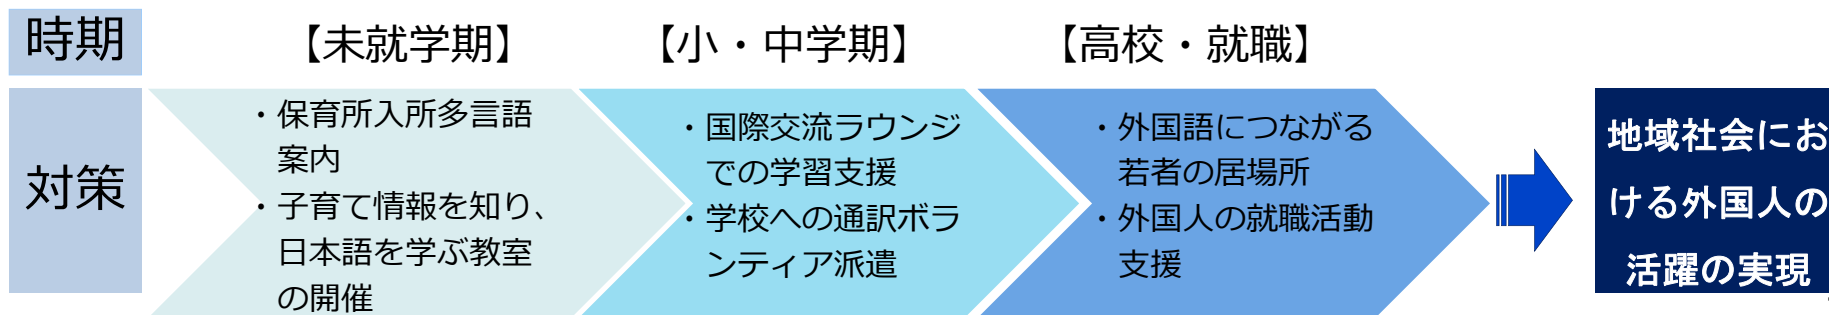 時期
【未就学期】
【小・中学期】
【高校・就職】
対策
・保育所入所多言語
案内
・子育て情報を知り、
日本語を学ぶ教室
の開催
・国際交流ラウンジ
での学習支援
・学校への通訳ボラ
ンティア派遣
・外国語につながる
若者の居場所
・外国人の就職活動
支援
地域社会にお
ける外国人の
活躍の実現